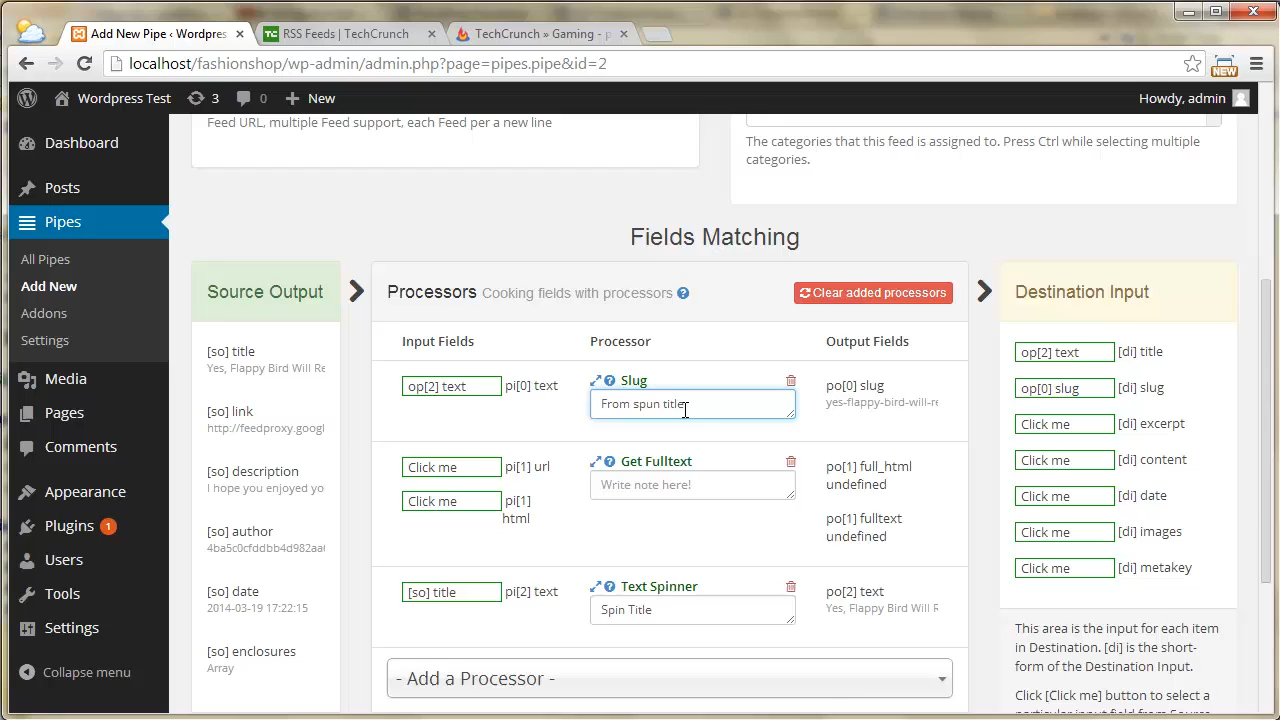 Add New Pipe ‹ Wordpres
RSS Feeds | TechCrunch
TechCrunch » Gaming - p
localhost/fashionshop/wp-admin/admin.php?page=pipes.pipe&id=2
NEW
Wordpress Test
3
0
New
Howdy, admin
Dashboard
Posts
Pipes
All Pipes
Add New
Addons
Settings
Media
Pages
Comments
Appearance
Plugins 1
Users
Tools
Settings
Collapse menu
Feed URL, multiple Feed support, each Feed per a new line
The categories that this feed is assigned to. Press Ctrl while selecting multiple
categories.
Fields Matching
Source Output
[so] title
Yes, Flappy Bird Will Re
[so] link
http://feedproxy.googl
[so] description
I hope you enjoyed yo
[so] author
4ba5c0cfddbb4d982aa
[so] date
2014-03-19 17:22:15
[so] enclosures
Array
Processors Cooking fields with processors ?
Clear added processors
Input Fields
Processor
Output Fields
op[2] text
pi[0] text
? Slug
From spun title
po[0] slug
yes-flappy-bird-will-re
Click me
pi[1] url
Click me
pi[1]
html
? Get Fulltext
Write note here!
po[1] full_html
undefined
po[1] fulltext
undefined
[so] title
pi[2] text
? Text Spinner
Spin Title
po[2] text
Yes, Flappy Bird Will R
- Add a Processor -
Destination Input
op[2] text
[di] title
op[0] slug
[di] slug
Click me
[di] excerpt
Click me
[di] content
Click me
[di] date
Click me
[di] images
Click me
[di] metakey
This area is the input for each item
in Destination. [di] is the short-
form of the Destination Input.
Click [Click me] button to select a